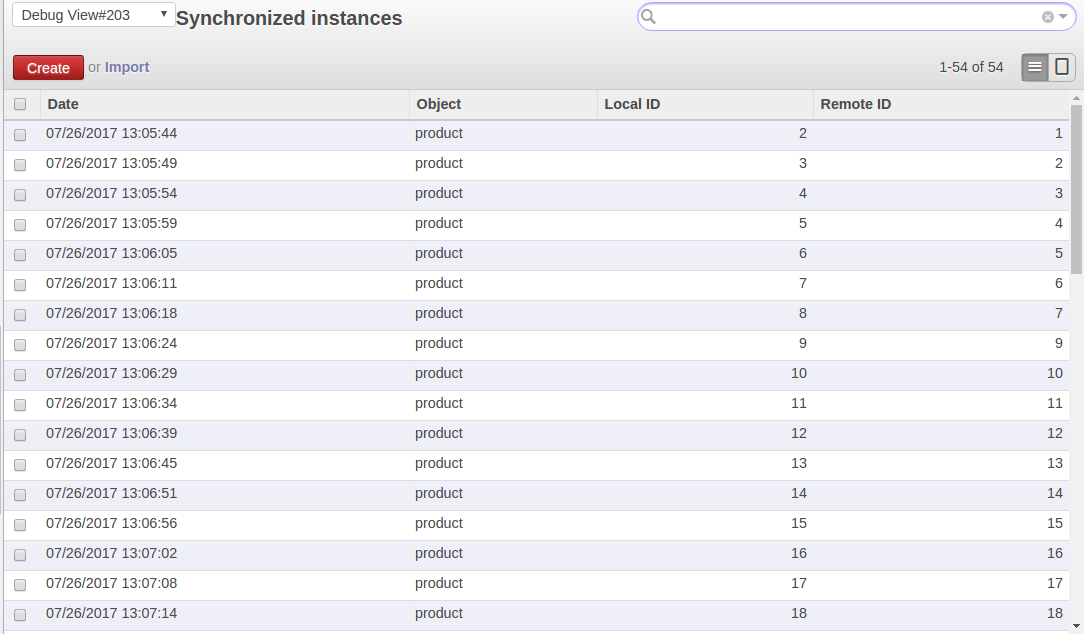 Debug View#203 Synchronized instances
Create or Import 1-54 of 54
Date Object Local ID Remote ID
07/26/2017 13:05:44 product 2 1
07/26/2017 13:05:49 product 3 2
07/26/2017 13:05:54 product 4 3
07/26/2017 13:05:59 product 5 4
07/26/2017 13:06:05 product 6 5
07/26/2017 13:06:11 product 7 6
07/26/2017 13:06:18 product 8 7
07/26/2017 13:06:24 product 9 9
07/26/2017 13:06:29 product 10 10
07/26/2017 13:06:34 product 11 11
07/26/2017 13:06:39 product 12 12
07/26/2017 13:06:45 product 13 13
07/26/2017 13:06:51 product 14 14
07/26/2017 13:06:56 product 15 15
07/26/2017 13:07:02 product 16 16
07/26/2017 13:07:08 product 17 17
07/26/2017 13:07:14 product 18 18